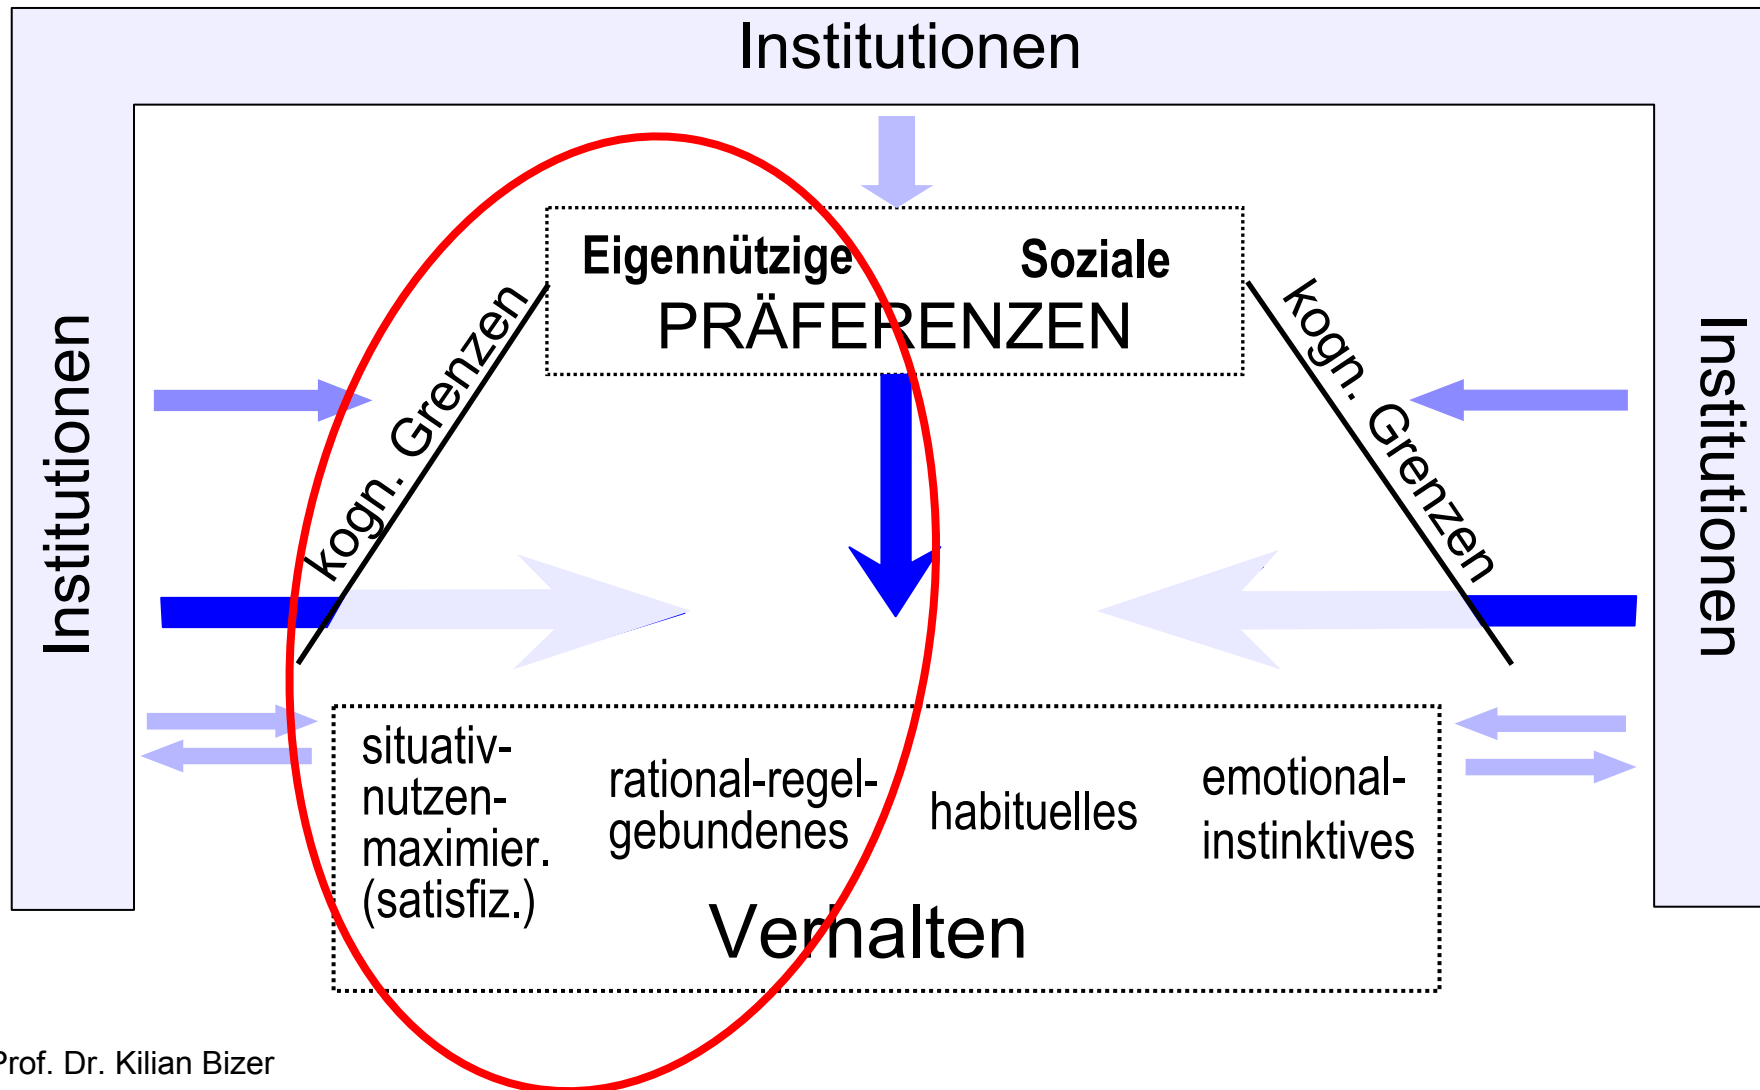 Institutionen
Institutionen
Institutionen
Eigennützige
Soziale
PRÄFERENZEN
kogn. Grenzen
kogn. Grenzen
situativ-
nutzen-
maximier.
(satisfiz.)
rational-regel-
gebundenes
habituelles
emotional-
instinktives
Verhalten
Prof. Dr. Kilian Bizer